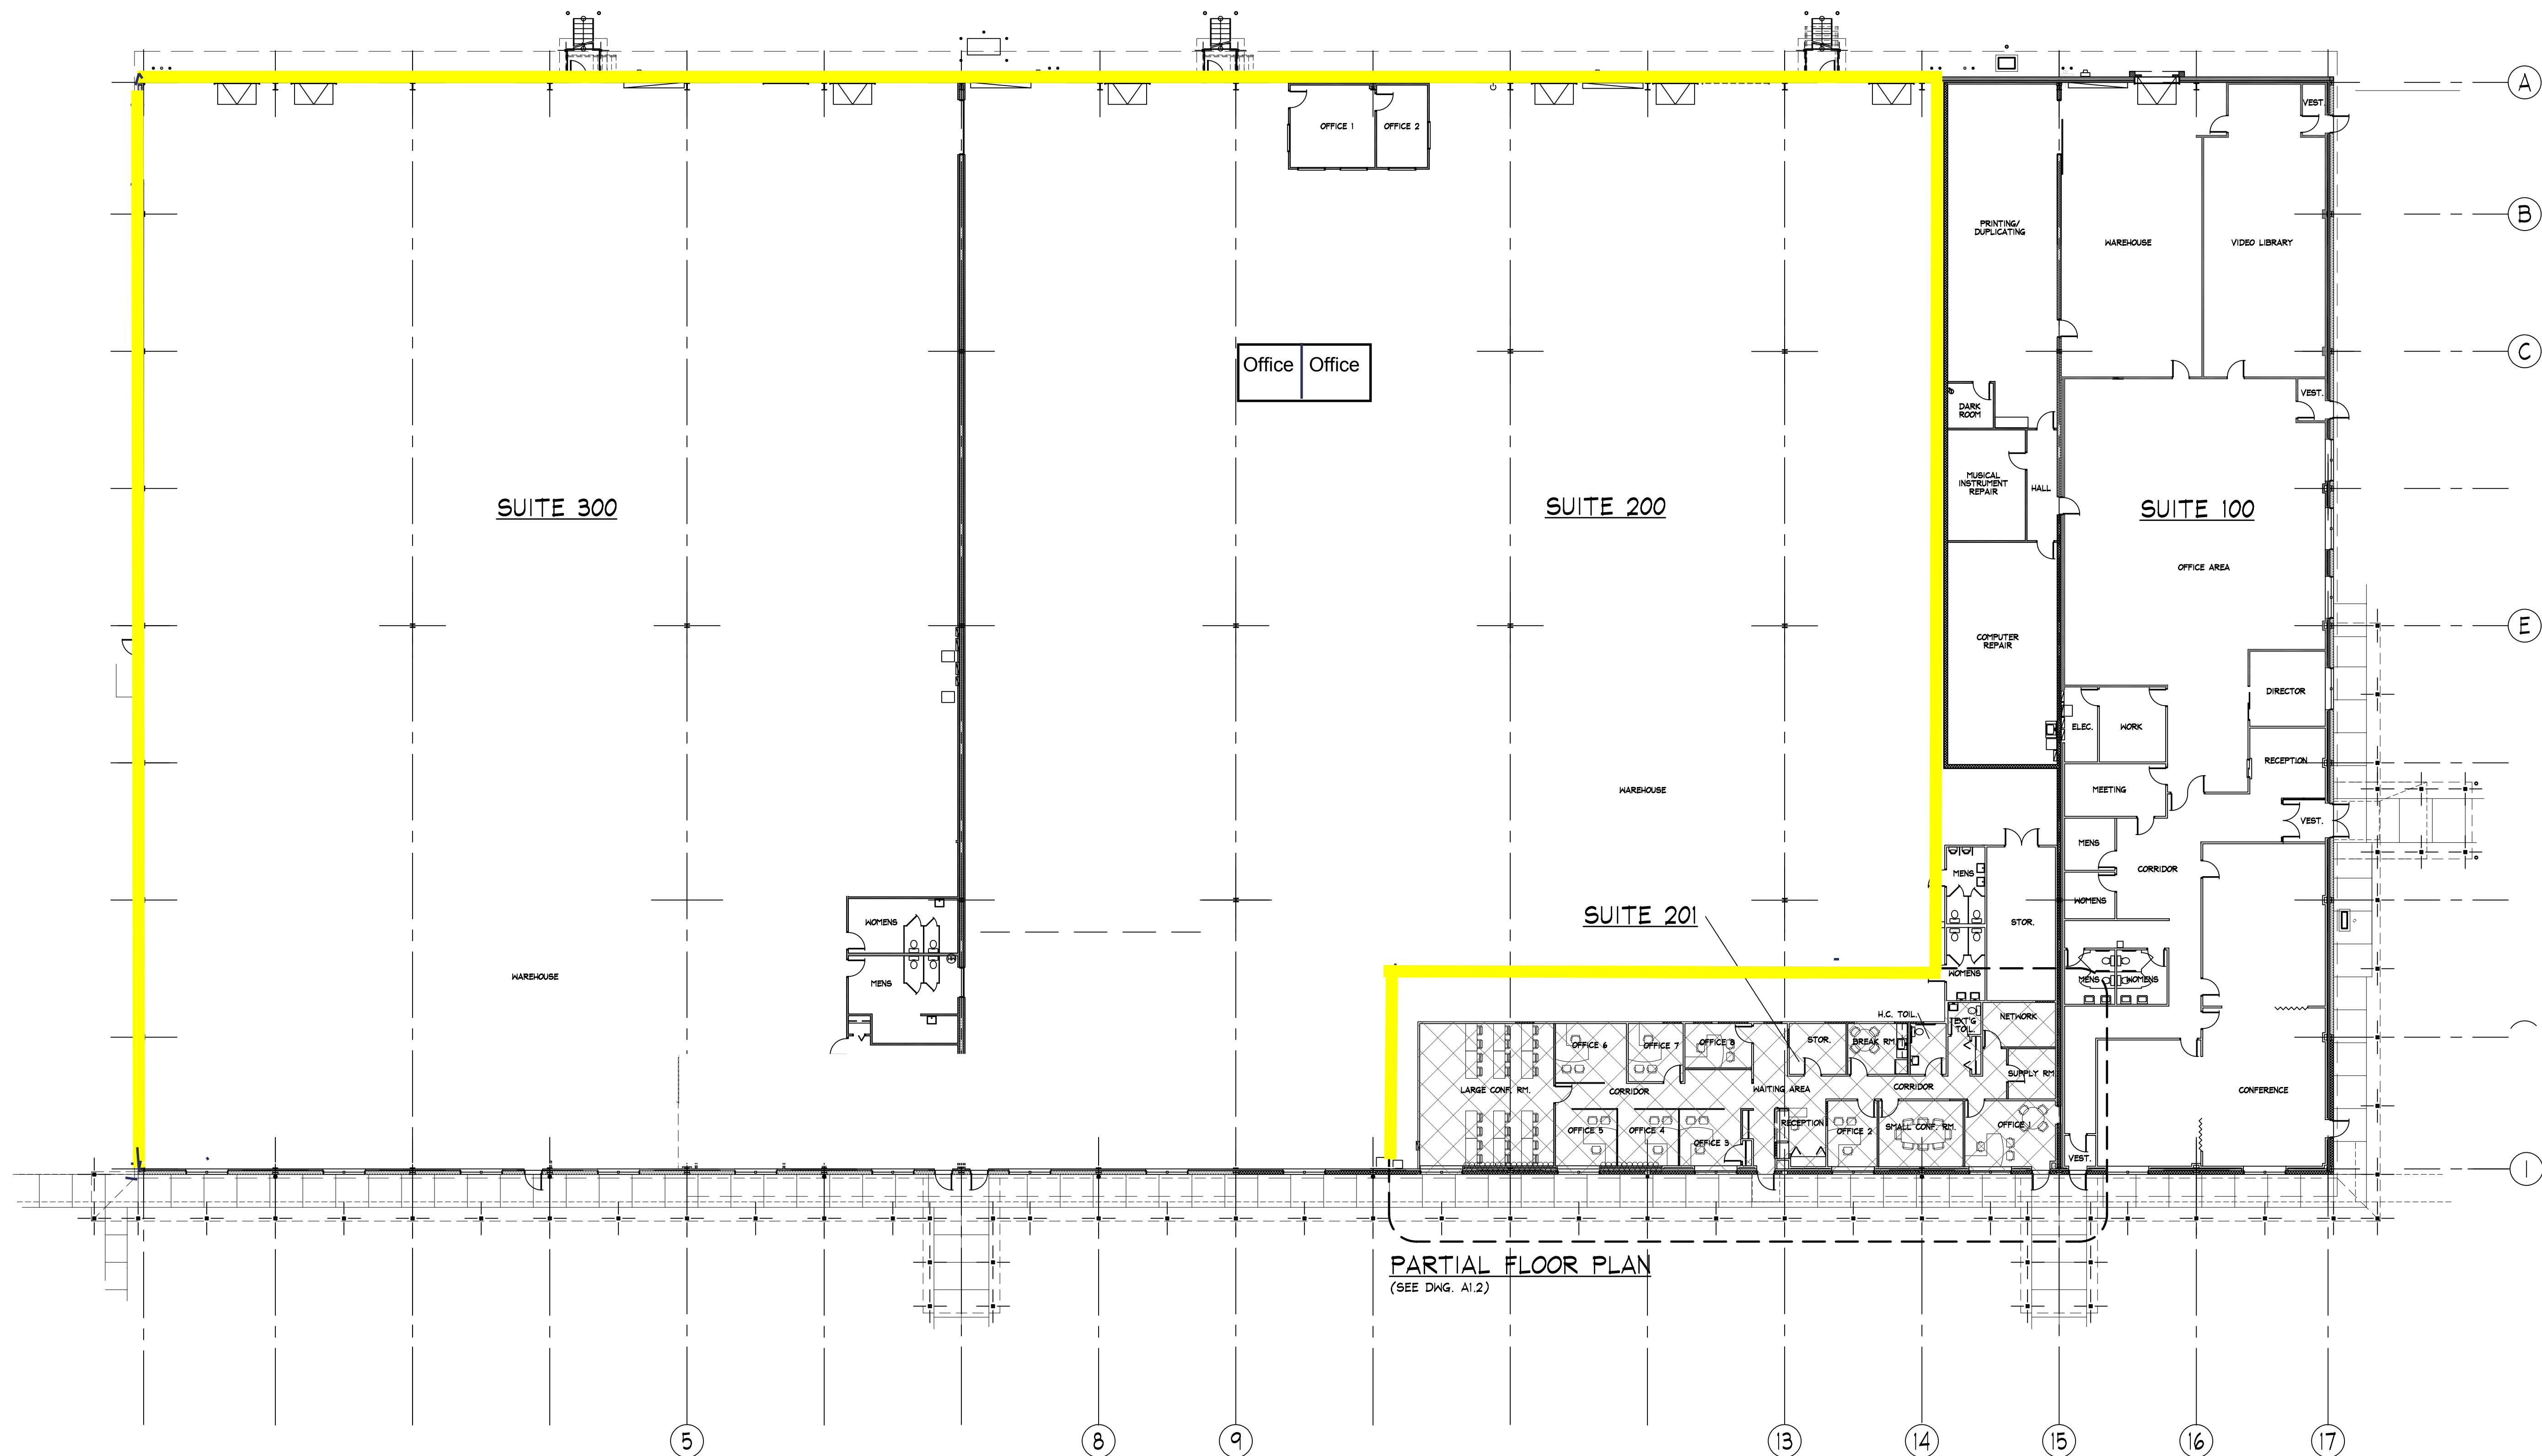 A
VEST.
OFFICE 1
OFFICE 2
B
PRINTING/
DUPLICATING
WAREHOUSE
VIDEO LIBRARY
C
Office
Office
VEST.
DARK
ROOM
MUSICAL
INSTRUMENT
REPAIR
HALL
SUITE 300
SUITE 200
SUITE 100
OFFICE AREA
E
COMPUTER
REPAIR
DIRECTOR
ELEC.
WORK
RECEPTION
WAREHOUSE
MEETING
VEST.
MENS
CORRIDOR
MENS
WOMENS
SUITE 201
WOMENS
STOR.
WAREHOUSE
MENS
WOMENS
MENS
WOMENS
H.C. TOIL.
EXT'G
TOIL.
NETWORK
OFFICE 6
OFFICE 7
OFFICE 8
STOR.
BREAK RM.
SUPPLY RM.
LARGE CONF. RM.
CORRIDOR
WAITING AREA
CORRIDOR
CONFERENCE
OFFICE 5
OFFICE 4
OFFICE 3
RECEPTION
OFFICE 2
SMALL CONF. RM.
OFFICE 1
VEST.
I
PARTIAL FLOOR PLAN
(SEE DWG. A1.2)
5
8
9
13
14
15
16
17